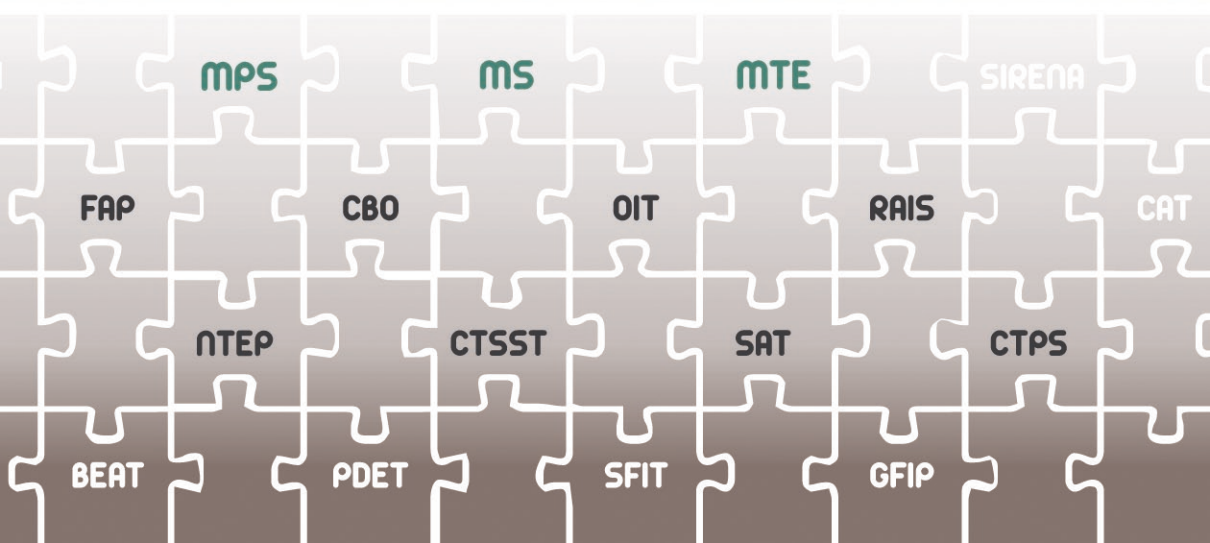 MPS MS MTE SIRENA
FAP CBO OIT RAIS CAT
NTEP CTSST SAT CTPS
BEAT PDET SFIT GFIP